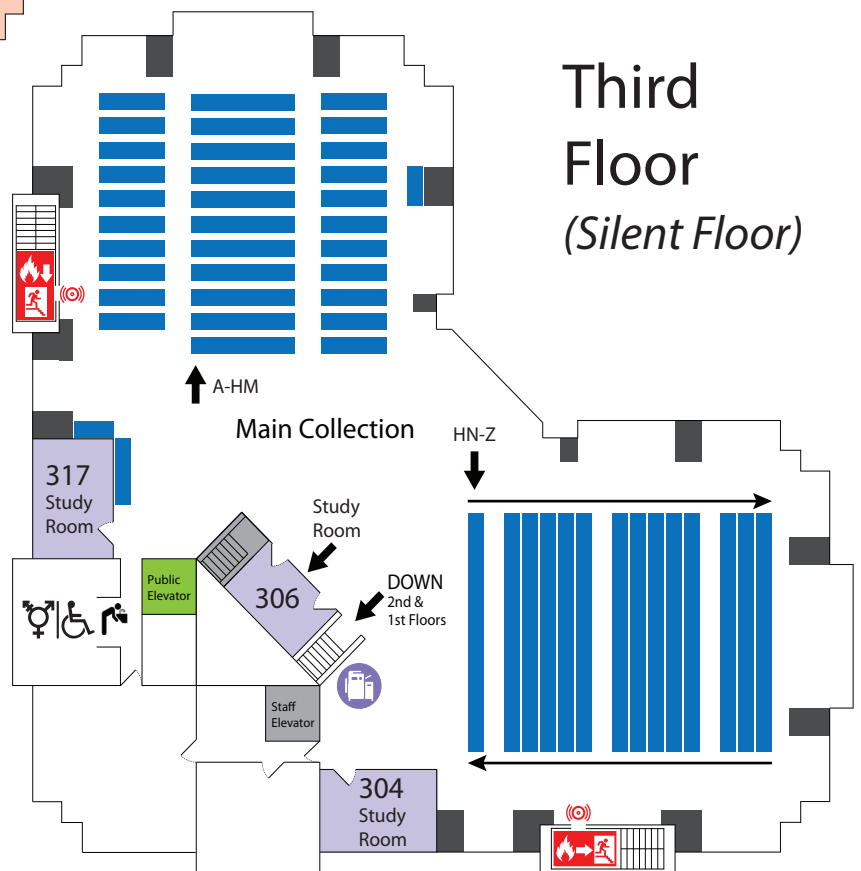 Third
Floor
(Silent Floor)
A-HM
Main Collection
HN-Z
317
Study
Room
Study
Room
Public
Elevator
306
DOWN
2nd &
1st Floors
Staff
Elevator
304
Study
Room